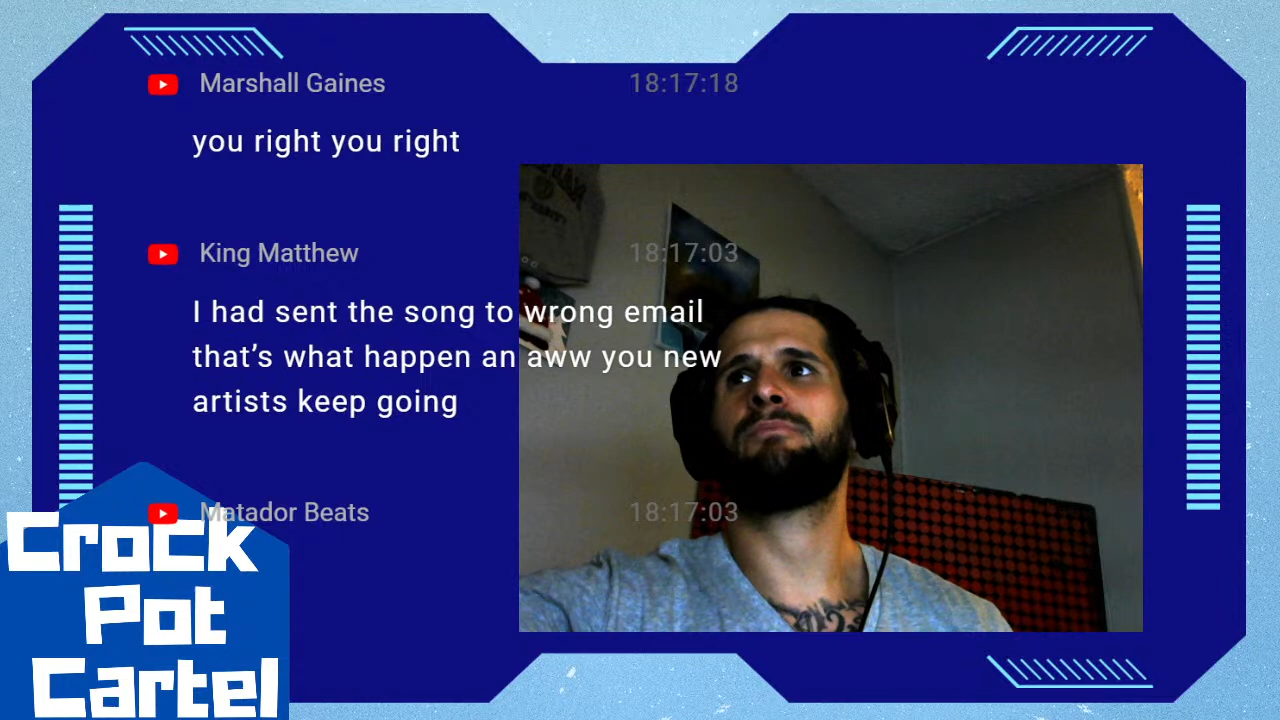 Marshall Gaines 18:17:18
you right you right
King Matthew 18:17:03
I had sent the song to wrong email
that’s what happen an aww you new
artists keep going
Matador Beats 18:17:03
Crock
Pot
Cartel